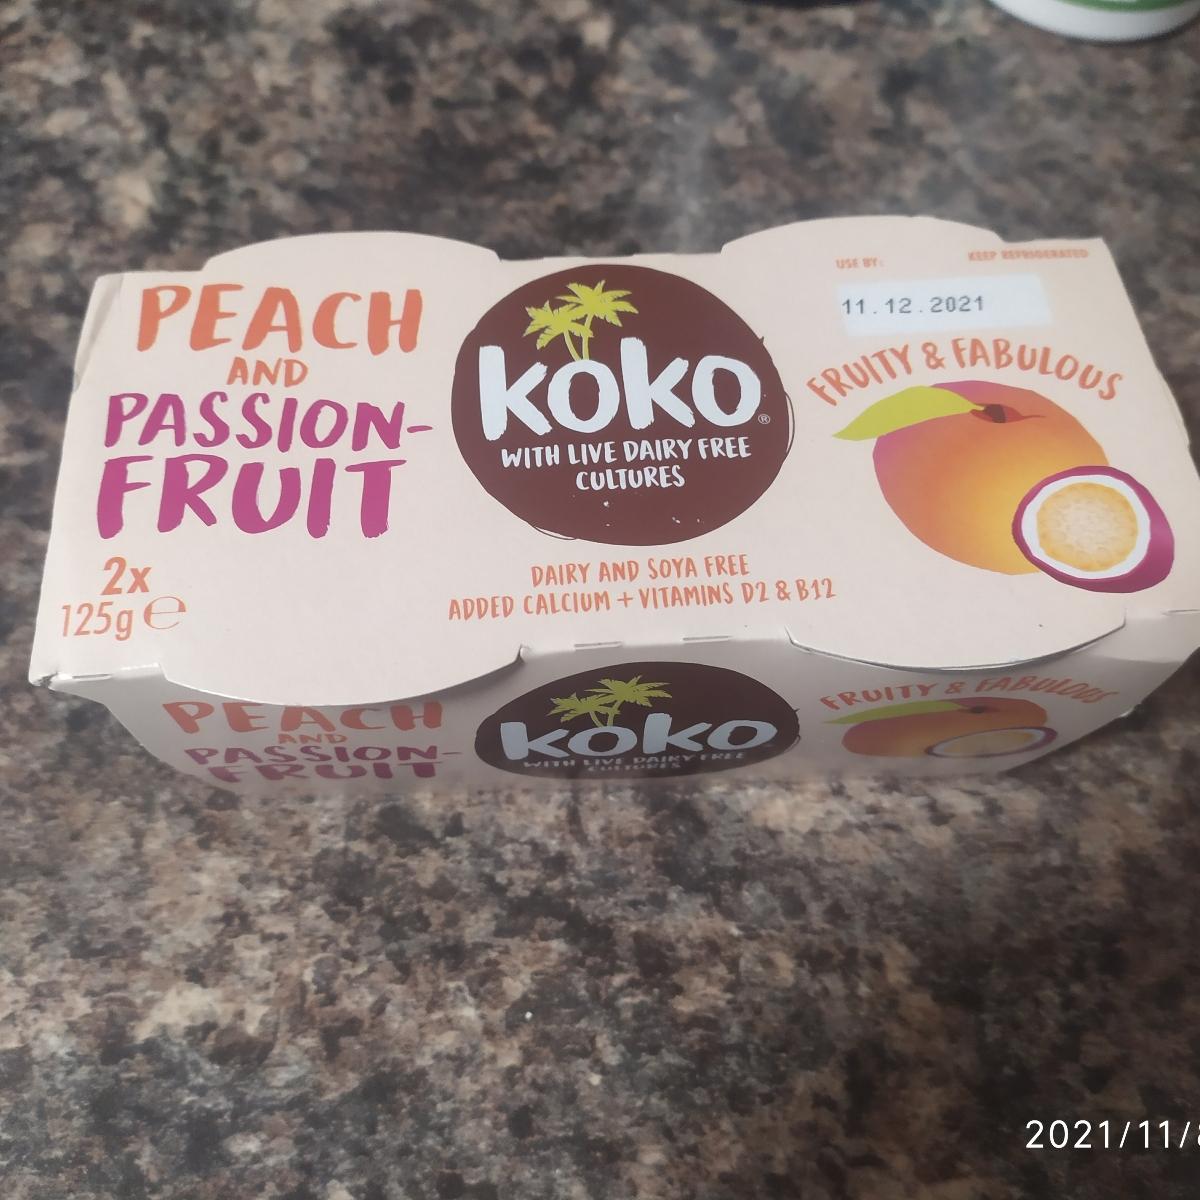 PEACH
AND
PASSION-
FRUIT
2x
125g ℮
koko®
WITH LIVE DAIRY FREE
CULTURES
DAIRY AND SOYA FREE
ADDED CALCIUM + VITAMINS D2 & B12
USE BY:
KEEP REFRIGERATED
11.12.2021
FRUITY & FABULOUS
PEACH
AND
PASSION-
FRUIT
koko
WITH LIVE DAIRY FREE
CULTURES
FRUITY & FABULOUS
2021/11/8